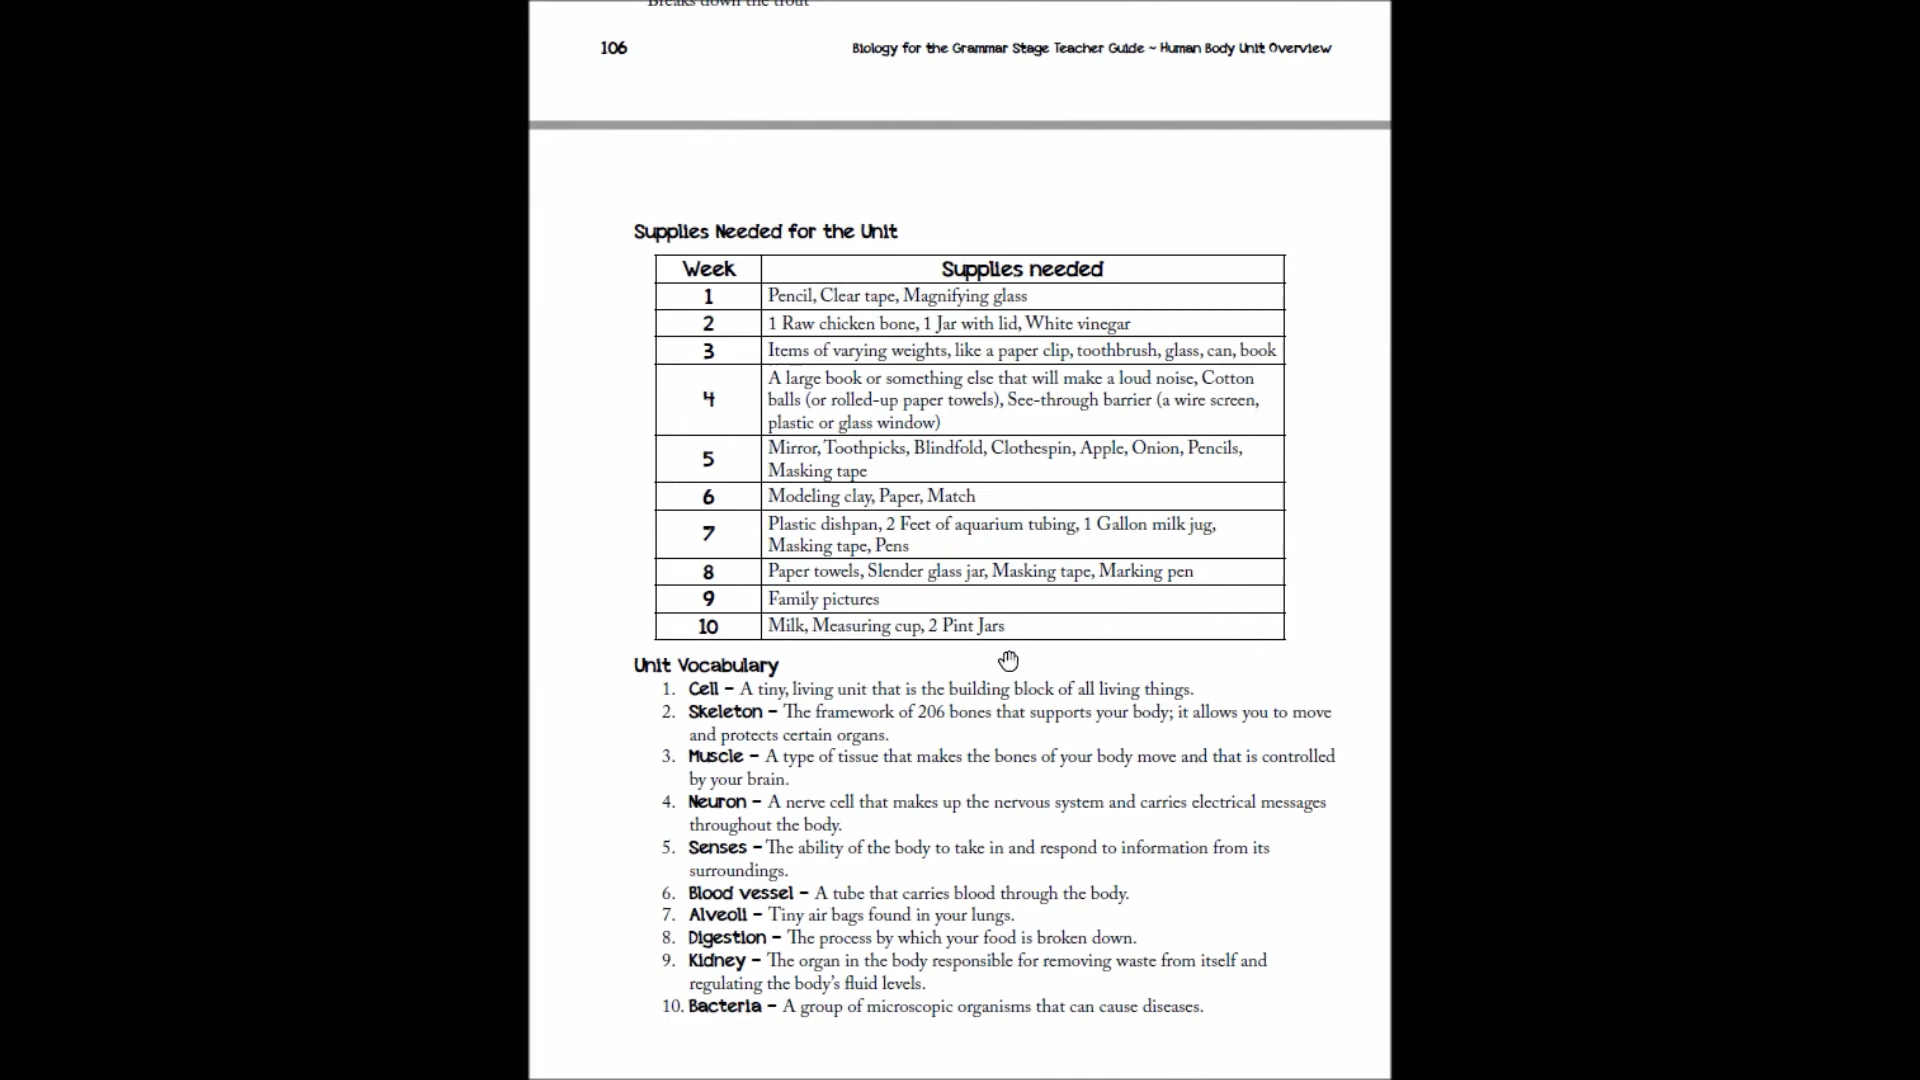 Breaks down the trout
106 Biology for the Grammar Stage Teacher Guide ~ Human Body Unit Overview
Supplies Needed for the Unit
Week Supplies needed
1 Pencil, Clear tape, Magnifying glass
2 1 Raw chicken bone, 1 Jar with lid, White vinegar
3 Items of varying weights, like a paper clip, toothbrush, glass, can, book
A large book or something else that will make a loud noise, Cotton
4 balls (or rolled-up paper towels), See-through barrier (a wire screen,
plastic or glass window)
5 Mirror, Toothpicks, Blindfold, Clothespin, Apple, Onion, Pencils,
Masking tape
6 Modeling clay, Paper, Match
7 Plastic dishpan, 2 Feet of aquarium tubing, 1 Gallon milk jug,
Masking tape, Pens
8 Paper towels, Slender glass jar, Masking tape, Marking pen
9 Family pictures
10 Milk, Measuring cup, 2 Pint Jars
Unit Vocabulary
1. Cell – A tiny, living unit that is the building block of all living things.
2. Skeleton – The framework of 206 bones that supports your body; it allows you to move
and protects certain organs.
3. Muscle – A type of tissue that makes the bones of your body move and that is controlled
by your brain.
4. Neuron – A nerve cell that makes up the nervous system and carries electrical messages
throughout the body.
5. Senses – The ability of the body to take in and respond to information from its
surroundings.
6. Blood vessel – A tube that carries blood through the body.
7. Alveoli – Tiny air bags found in your lungs.
8. Digestion – The process by which your food is broken down.
9. Kidney – The organ in the body responsible for removing waste from itself and
regulating the body's fluid levels.
10. Bacteria – A group of microscopic organisms that can cause diseases.